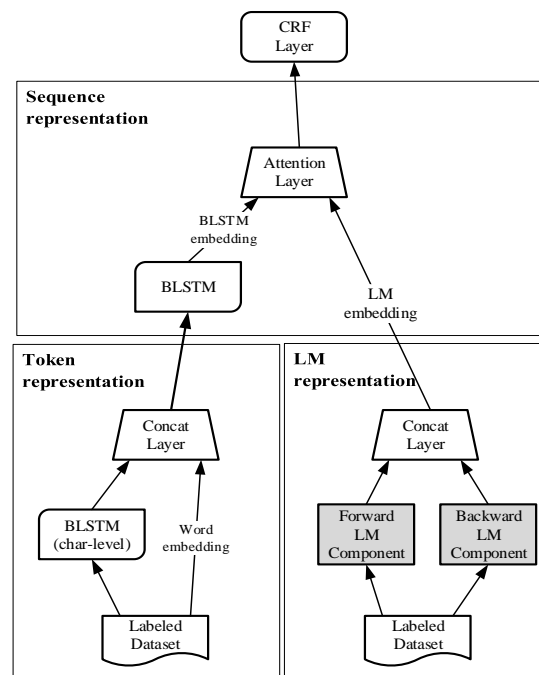 CRF
Layer
Sequence
representation
Attention
Layer
BLSTM
embedding
BLSTM
LM
embedding
Token
representation
Concat
Layer
BLSTM
(char-level)
Word
embedding
Labeled
Dataset
LM
representation
Concat
Layer
Forward
LM
Component
Backward
LM
Component
Labeled
Dataset